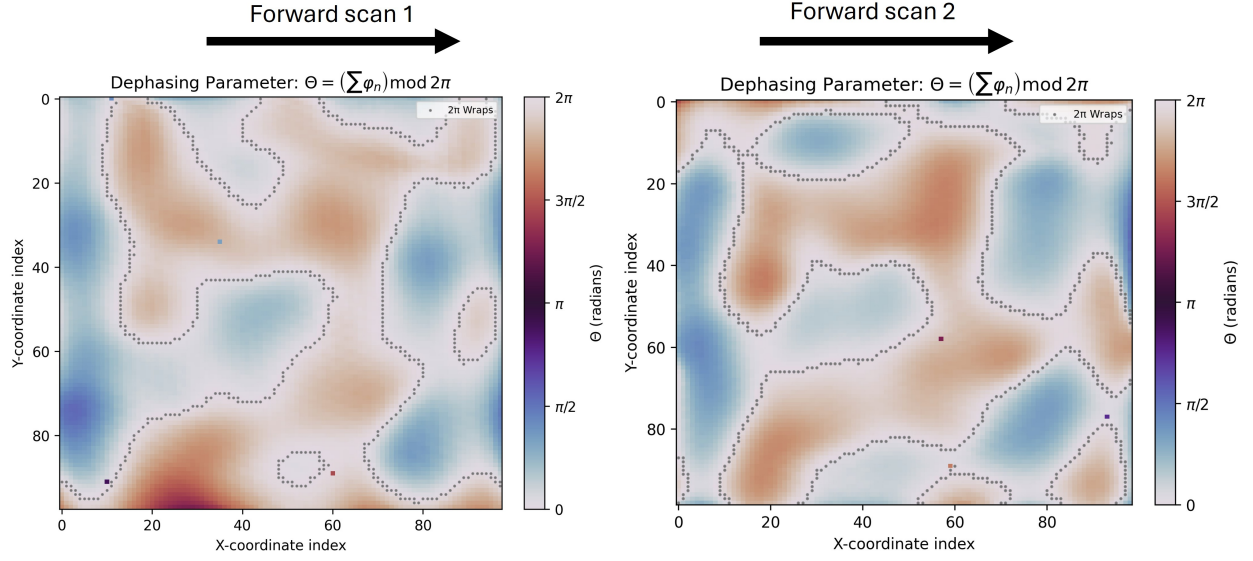 Forward scan 1
Forward scan 2
Dephasing Parameter: Θ = (∑φₙ) mod 2π
2π Wraps
0
20
40
60
80
Y-coordinate index
0
20
40
60
80
X-coordinate index
2π
3π/2
π
π/2
0
Θ (radians)
Dephasing Parameter: Θ = (∑φₙ) mod 2π
2π Wraps
0
20
40
60
80
Y-coordinate index
0
20
40
60
80
X-coordinate index
2π
3π/2
π
π/2
0
Θ (radians)